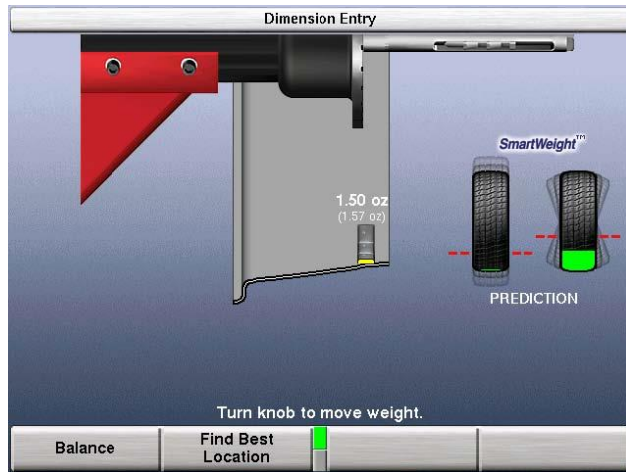 Dimension Entry
SmartWeight™
1.50 oz
(1.57 oz)
PREDICTION
Turn knob to move weight.
Balance
Find Best
Location